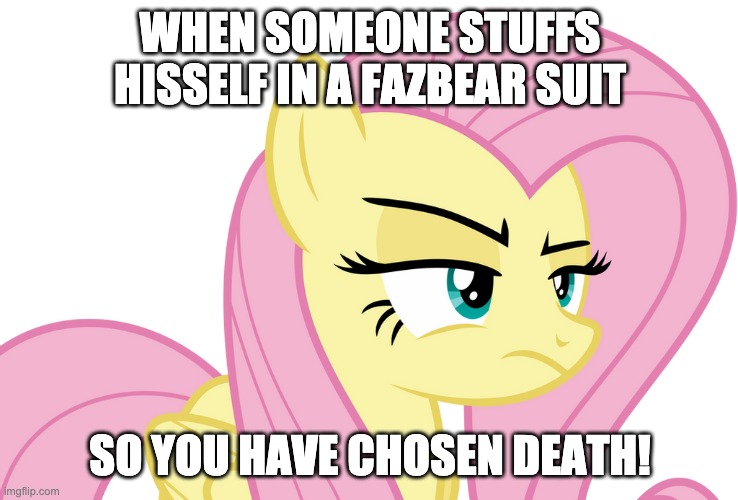 WHEN SOMEONE STUFFS
HISSELF IN A FAZBEAR SUIT
SO YOU HAVE CHOSEN DEATH!
imgflip.com